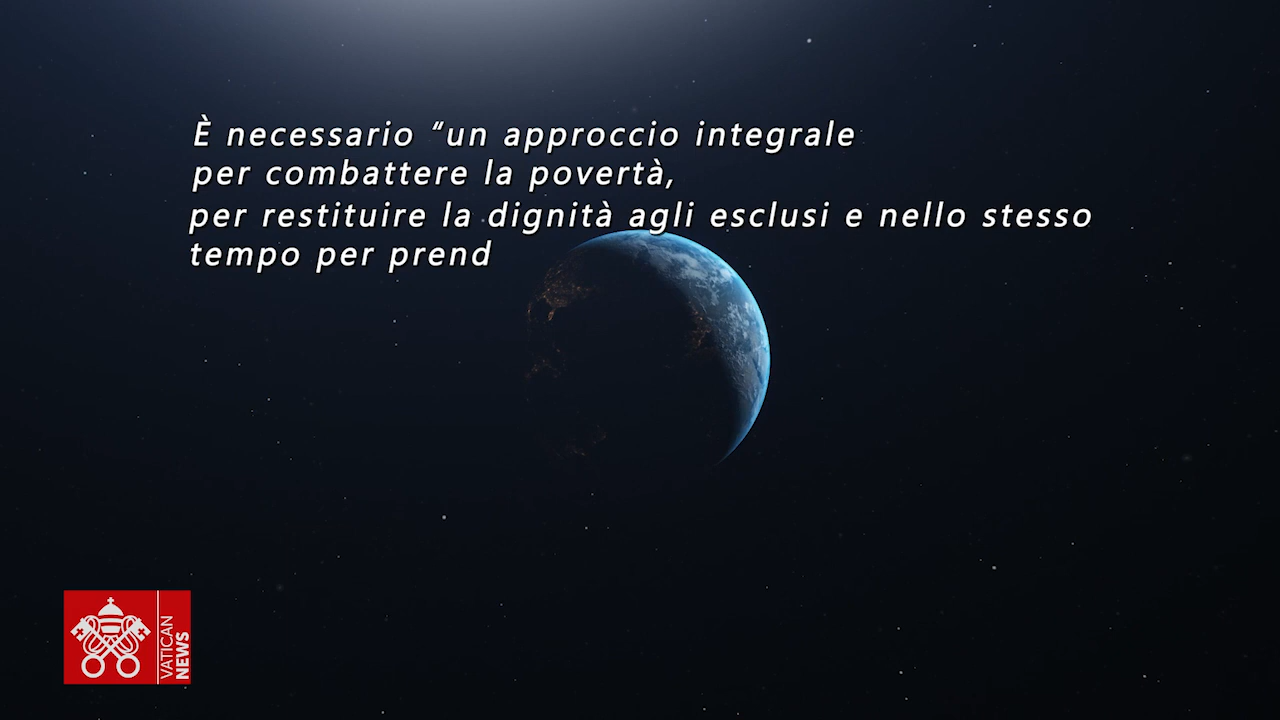 È necessario “un approccio integrale
per combattere la povertà,
per restituire la dignità agli esclusi e nello stesso
tempo per prend
VATICAN
NEWS